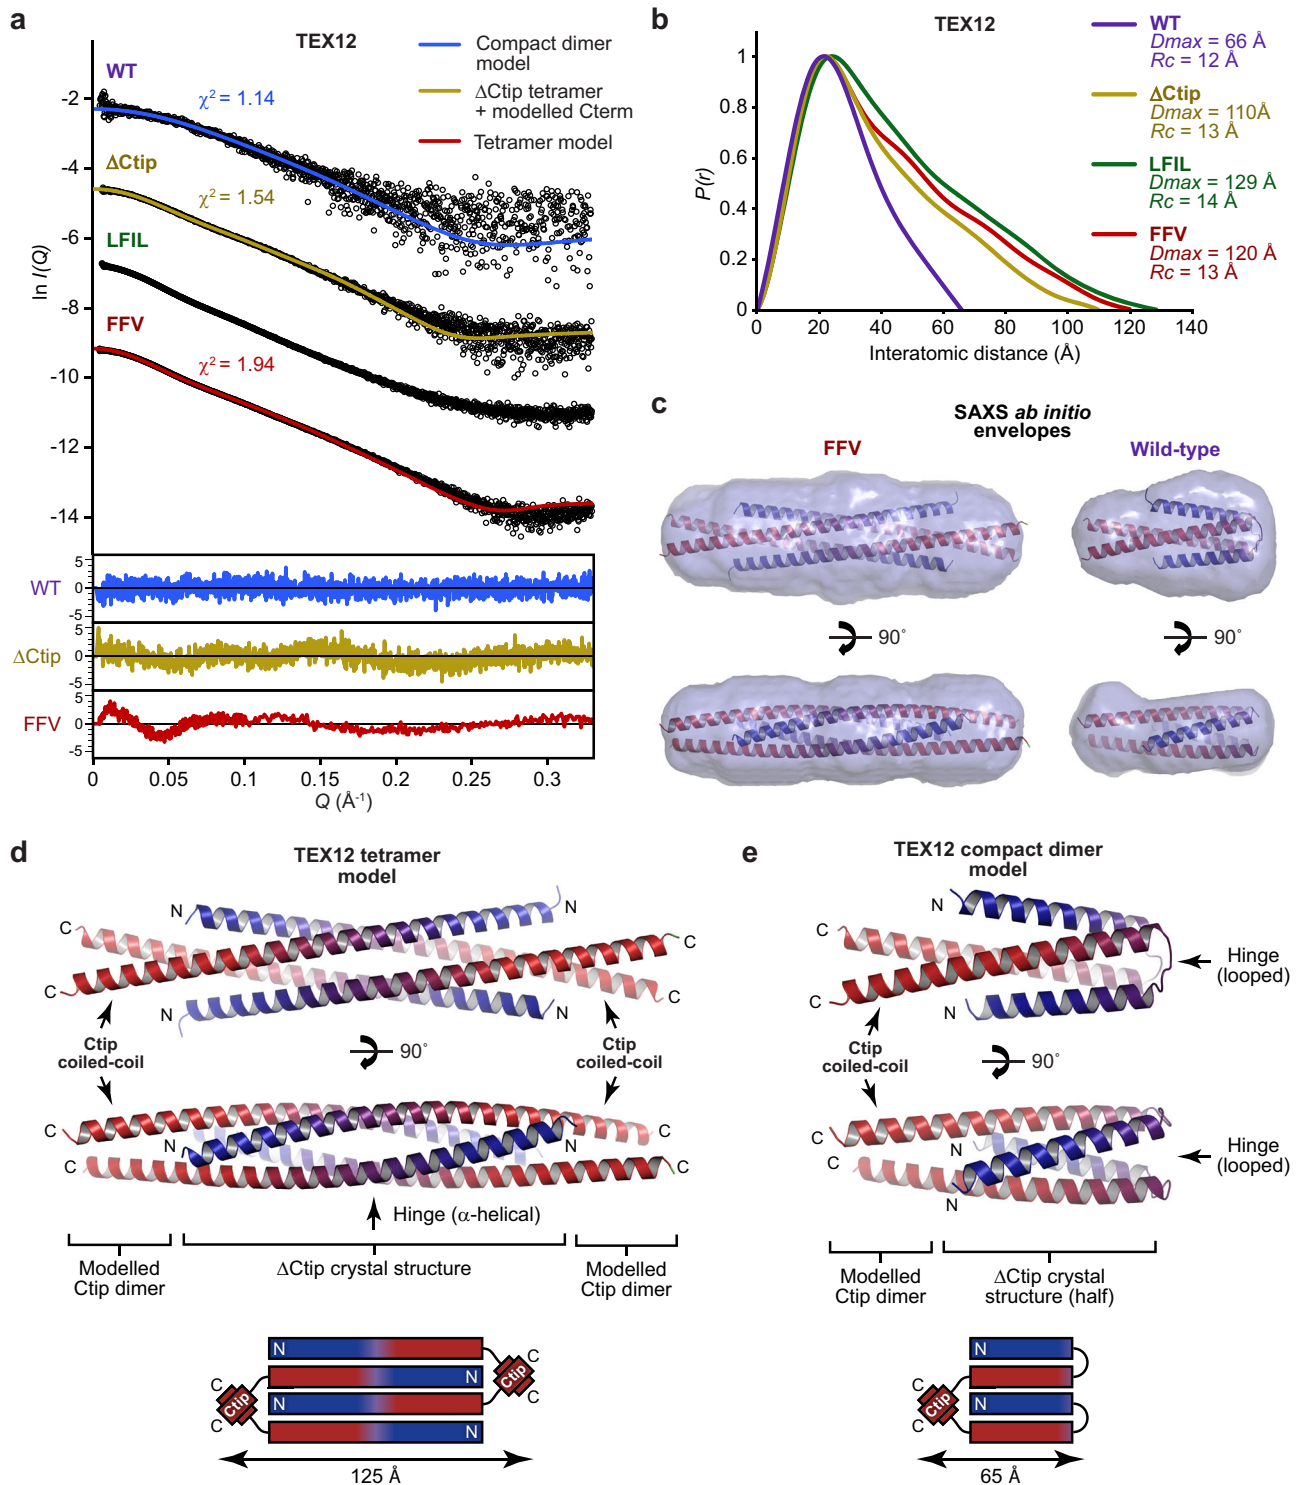 a
TEX12
Compact dimer
model
ΔCtip tetramer
+ modelled Cterm
Tetramer model
WT
χ² = 1.14
ΔCtip
χ² = 1.54
LFIL
FFV
χ² = 1.94
ln I(Q)
-2
-4
-6
-8
-10
-12
-14
WT
5
0
-5
ΔCtip
5
0
-5
FFV
5
0
-5
0 0.05 0.1 0.15 0.2 0.25 0.3
Q (Å⁻¹)
b
TEX12
WT
Dmax = 66 Å
Rc = 12 Å
ΔCtip
Dmax = 110Å
Rc = 13 Å
LFIL
Dmax = 129 Å
Rc = 14 Å
FFV
Dmax = 120 Å
Rc = 13 Å
P(r)
1
0.8
0.6
0.4
0.2
0
0 20 40 60 80 100 120 140
Interatomic distance (Å)
c
SAXS ab initio
envelopes
FFV
Wild-type
90°
90°
d
TEX12 tetramer
model
N
N
C
C
C
C
Ctip
coiled-coil
N
N
90°
Ctip
coiled-coil
C
C
N
N
C
C
Hinge (α-helical)
Modelled
Ctip dimer
ΔCtip crystal structure
Modelled
Ctip dimer
N
N
N
N
C
Ctip
C
C
Ctip
C
125 Å
e
TEX12 compact dimer
model
N
C
C
N
Hinge
(looped)
Ctip
coiled-coil
90°
C
C
N
N
Hinge
(looped)
Modelled
Ctip dimer
ΔCtip crystal
structure (half)
N
C
Ctip
C
N
65 Å